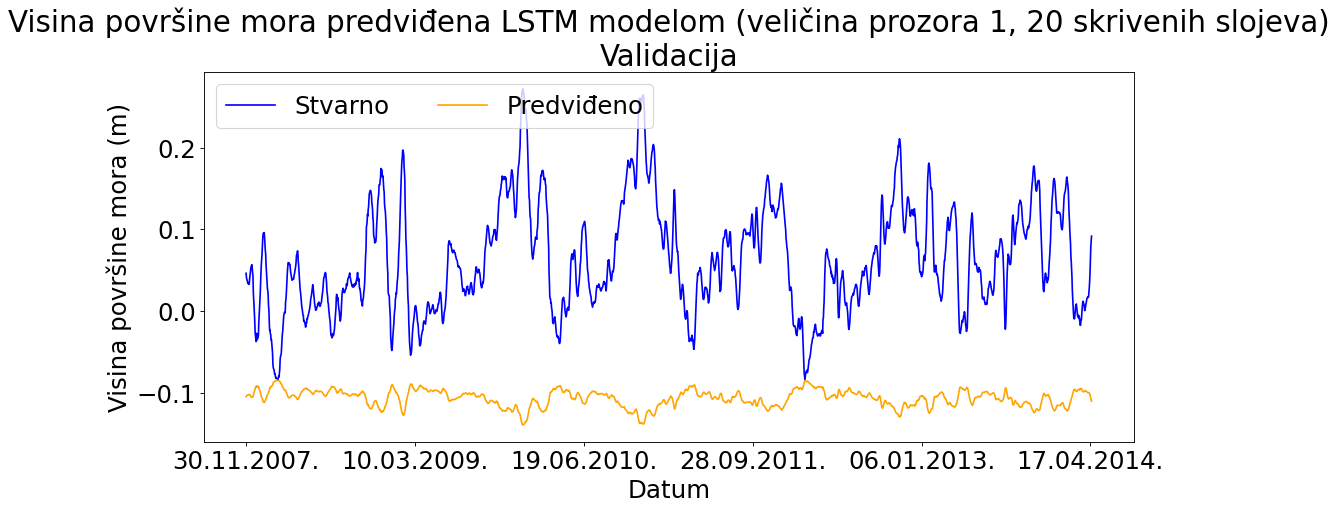 Visina površine mora predviđena LSTM modelom (veličina prozora 1, 20 skrivenih slojeva)
Validacija
Stvarno Predviđeno
Visina površine mora (m)
0.2
0.1
0.0
−0.1
30.11.2007. 10.03.2009. 19.06.2010. 28.09.2011. 06.01.2013. 17.04.2014.
Datum